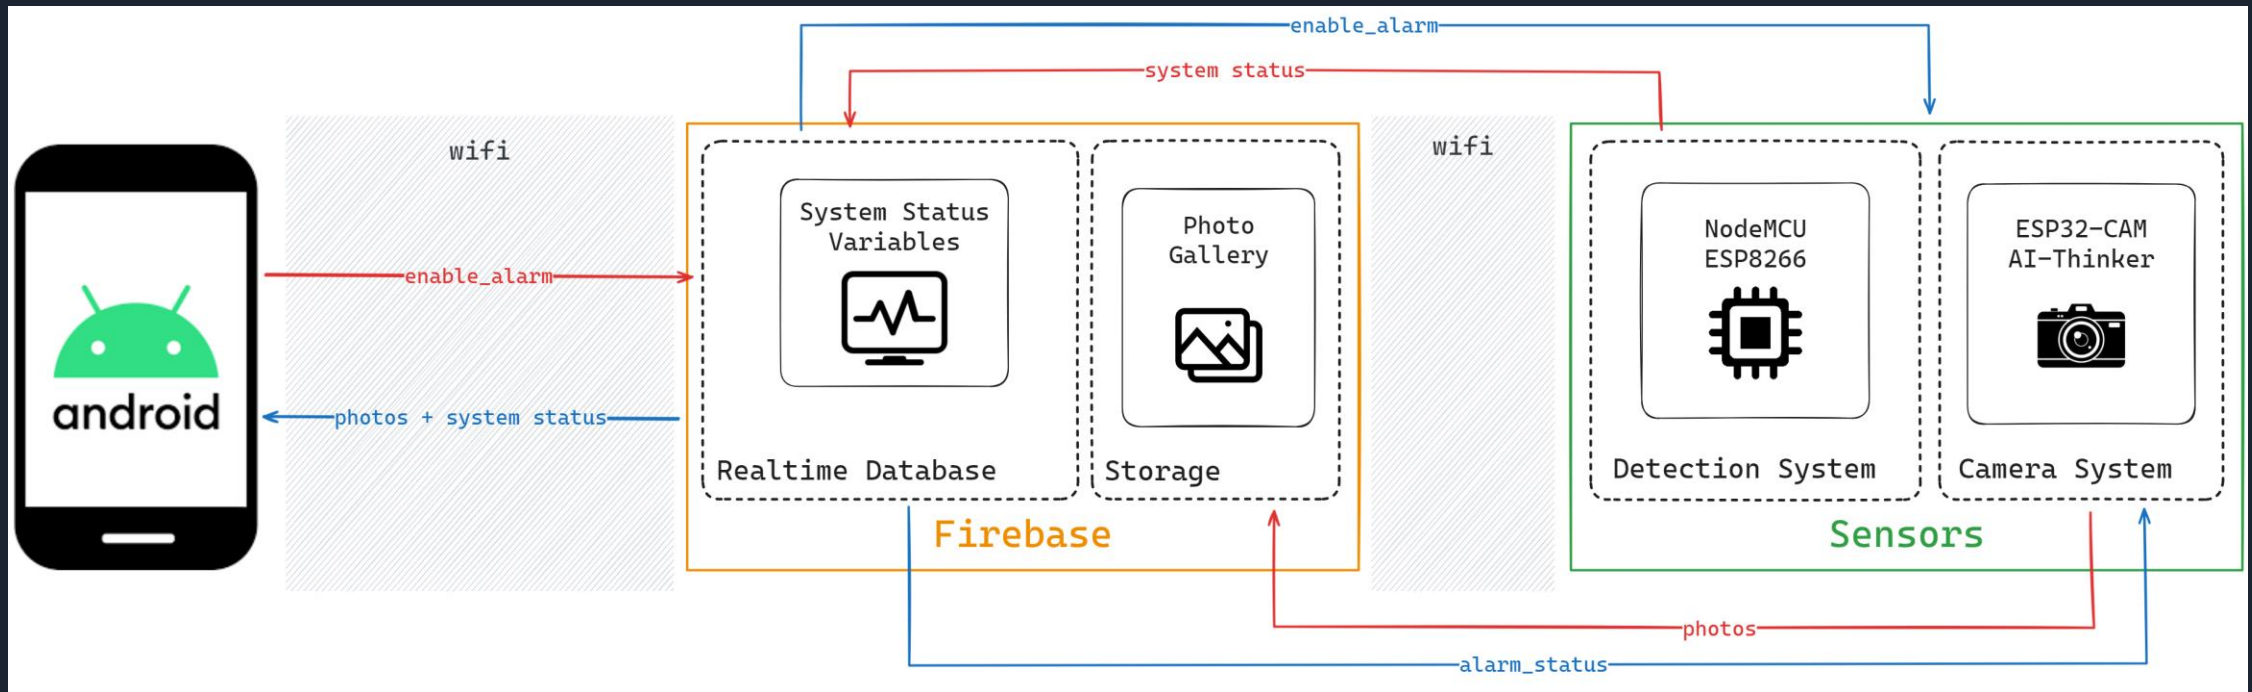 enable_alarm
system status
wifi
wifi
System Status
Variables
Photo
Gallery
NodeMCU
ESP8266
ESP32-CAM
AI-Thinker
enable_alarm
android
photos + system status
Realtime Database
Storage
Detection System
Camera System
Firebase
Sensors
photos
alarm_status